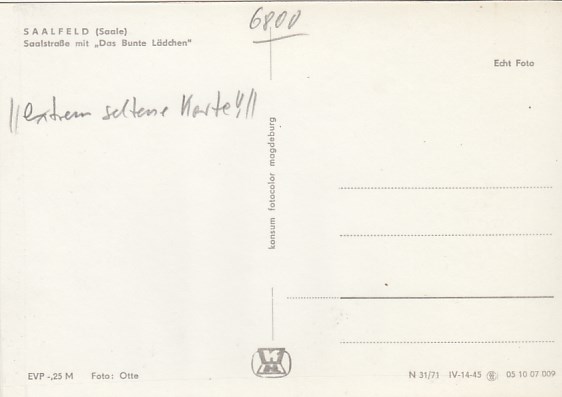 6800
SAALFELD (Saale)
Saalstraße mit „Das Bunte Lädchen"
Echt Foto
||extrem seltene Karte!!||
konsum fotocolor magdeburg
EVP -,25 M Foto: Otte
N 31/71 IV-14-45 05 10 07 009